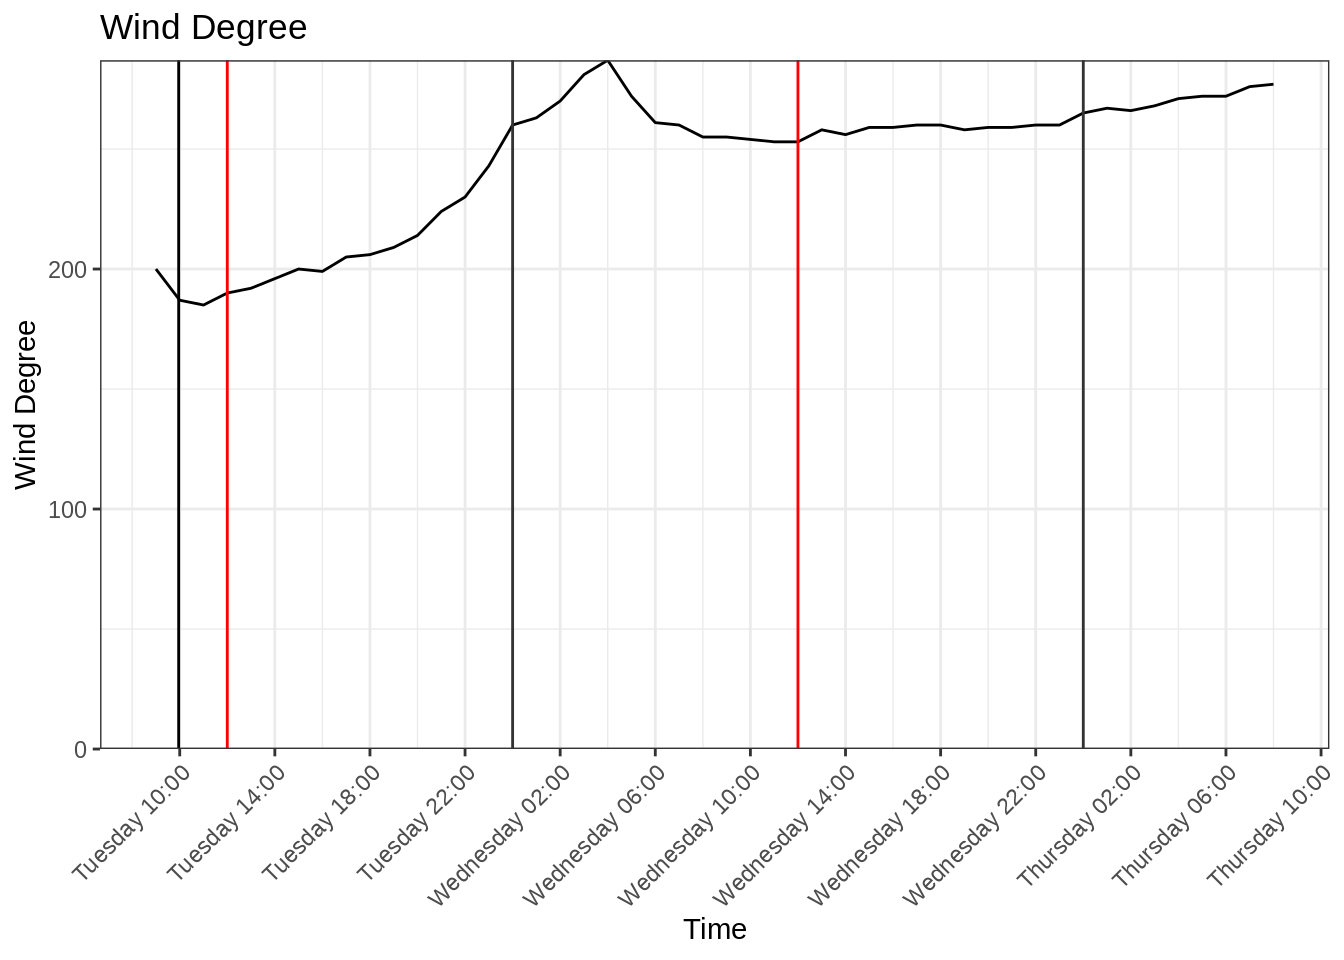 Wind Degree
Wind Degree
200
100
0
Tuesday 10:00
Tuesday 14:00
Tuesday 18:00
Tuesday 22:00
Wednesday 02:00
Wednesday 06:00
Wednesday 10:00
Wednesday 14:00
Wednesday 18:00
Wednesday 22:00
Thursday 02:00
Thursday 06:00
Thursday 10:00
Time